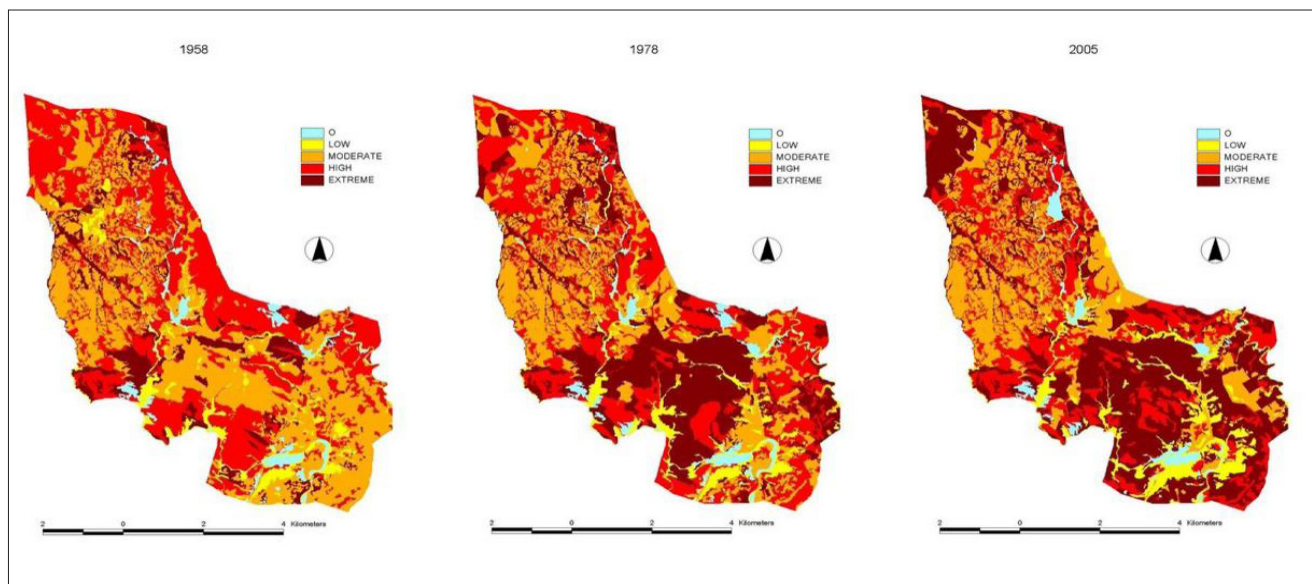 1958
O
LOW
MODERATE
HIGH
EXTREME
2 0 2 4 Kilometers
1978
O
LOW
MODERATE
HIGH
EXTREME
2 0 2 4 Kilometers
2005
O
LOW
MODERATE
HIGH
EXTREME
2 0 2 4 Kilometers